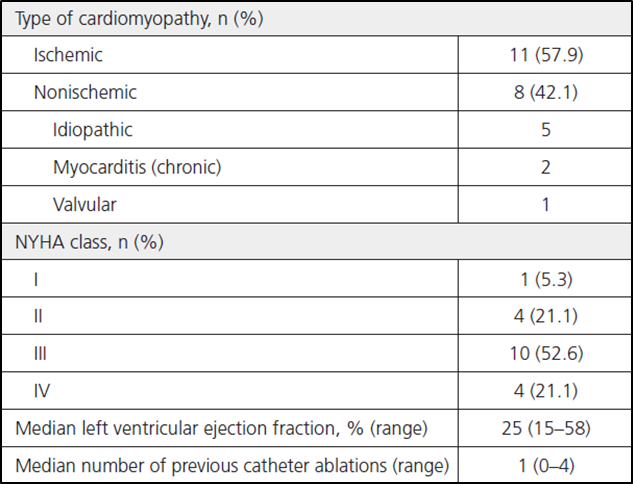 Type of cardiomyopathy, n (%)
Ischemic 11 (57.9)
Nonischemic 8 (42.1)
Idiopathic 5
Myocarditis (chronic) 2
Valvular 1
NYHA class, n (%)
I 1 (5.3)
II 4 (21.1)
III 10 (52.6)
IV 4 (21.1)
Median left ventricular ejection fraction, % (range) 25 (15–58)
Median number of previous catheter ablations (range) 1 (0–4)